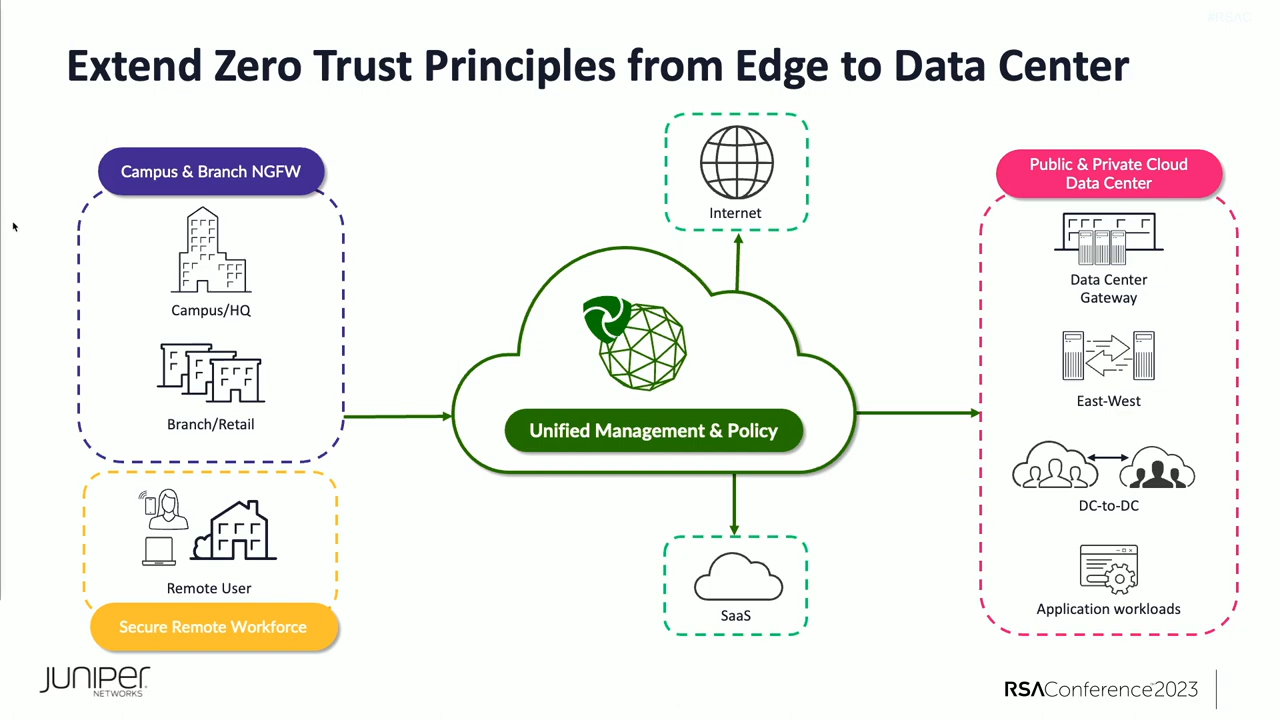 #RSAC
Extend Zero Trust Principles from Edge to Data Center
Campus & Branch NGFW
Campus/HQ
Branch/Retail
Remote User
Secure Remote Workforce
Internet
Unified Management & Policy
SaaS
Public & Private Cloud
Data Center
Data Center
Gateway
East-West
DC-to-DC
Application workloads
JUNIPER
NETWORKS
RSAConference™2023